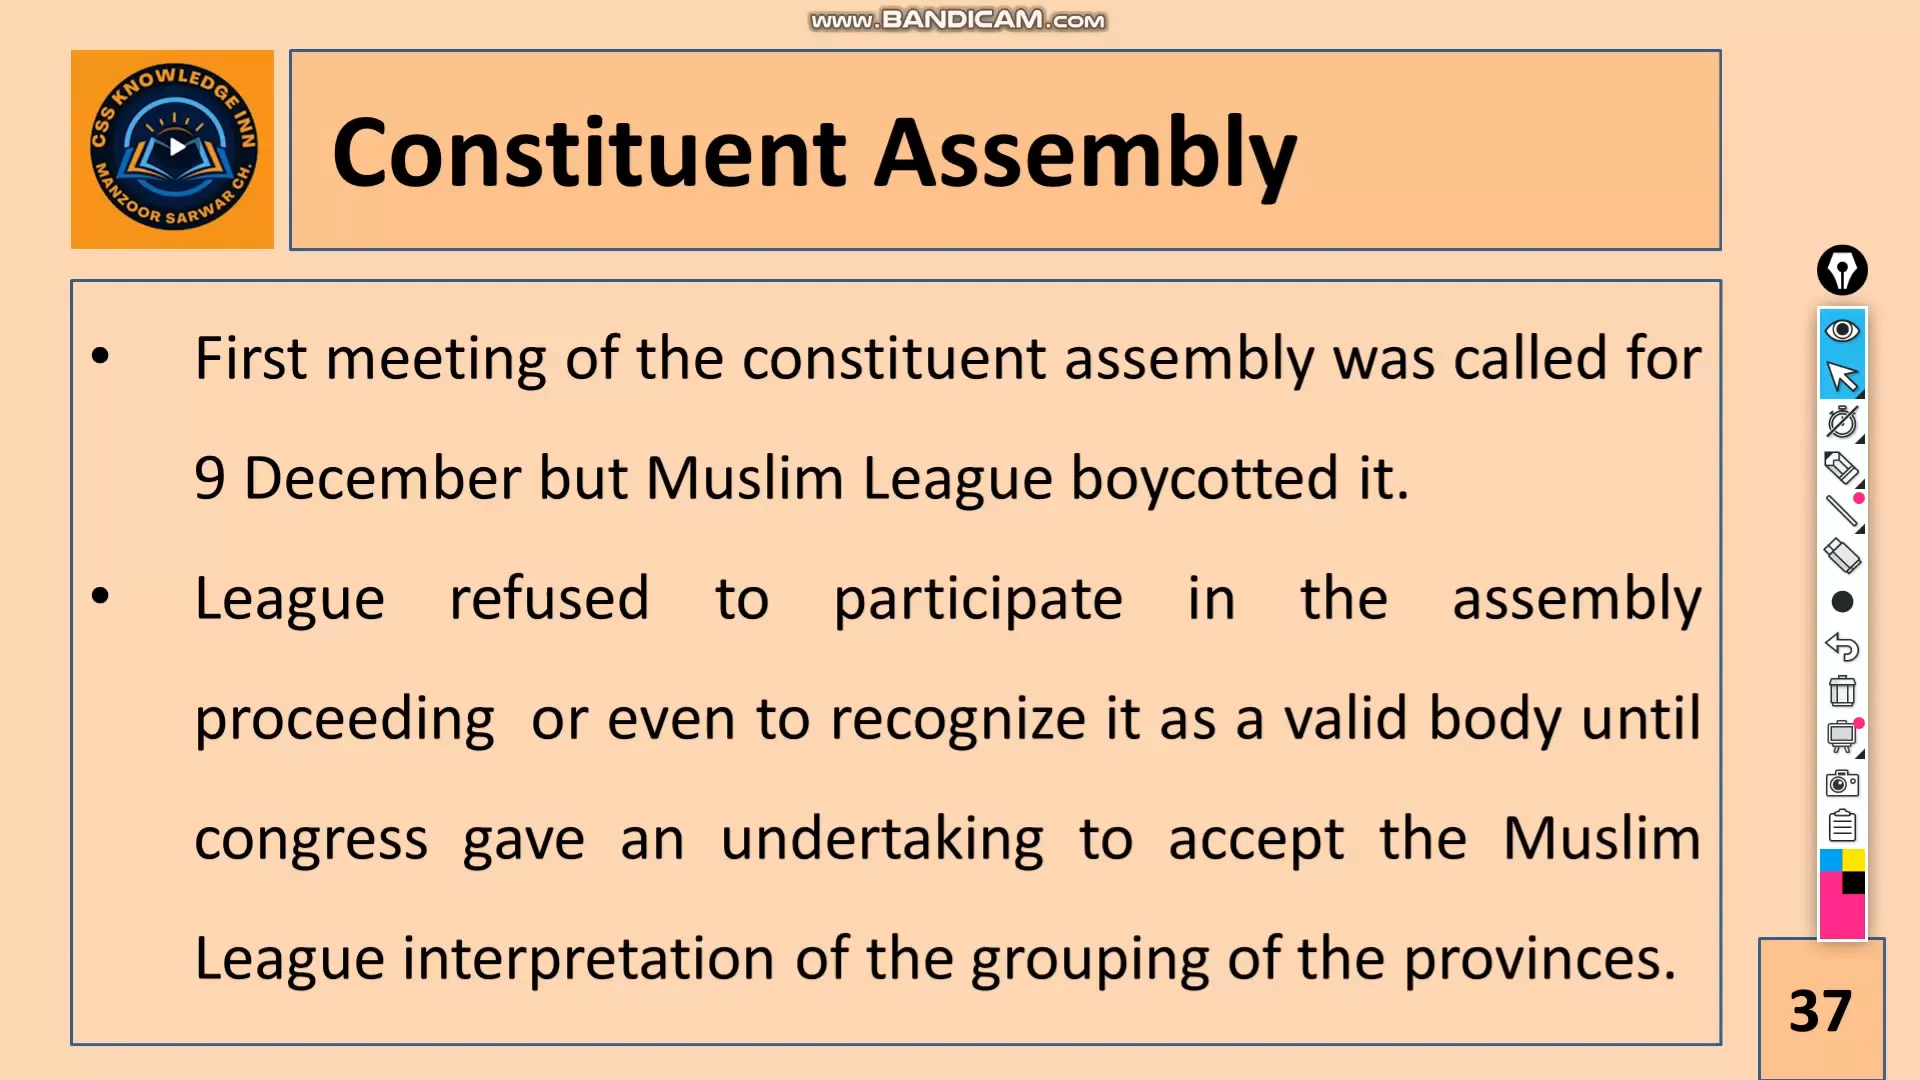 www.BANDICAM.com
CSS KNOWLEDGE INN
MANZOOR SARWAR CH.
Constituent Assembly
• First meeting of the constituent assembly was called for
9 December but Muslim League boycotted it.
• League refused to participate in the assembly
proceeding or even to recognize it as a valid body until
congress gave an undertaking to accept the Muslim
League interpretation of the grouping of the provinces.
37